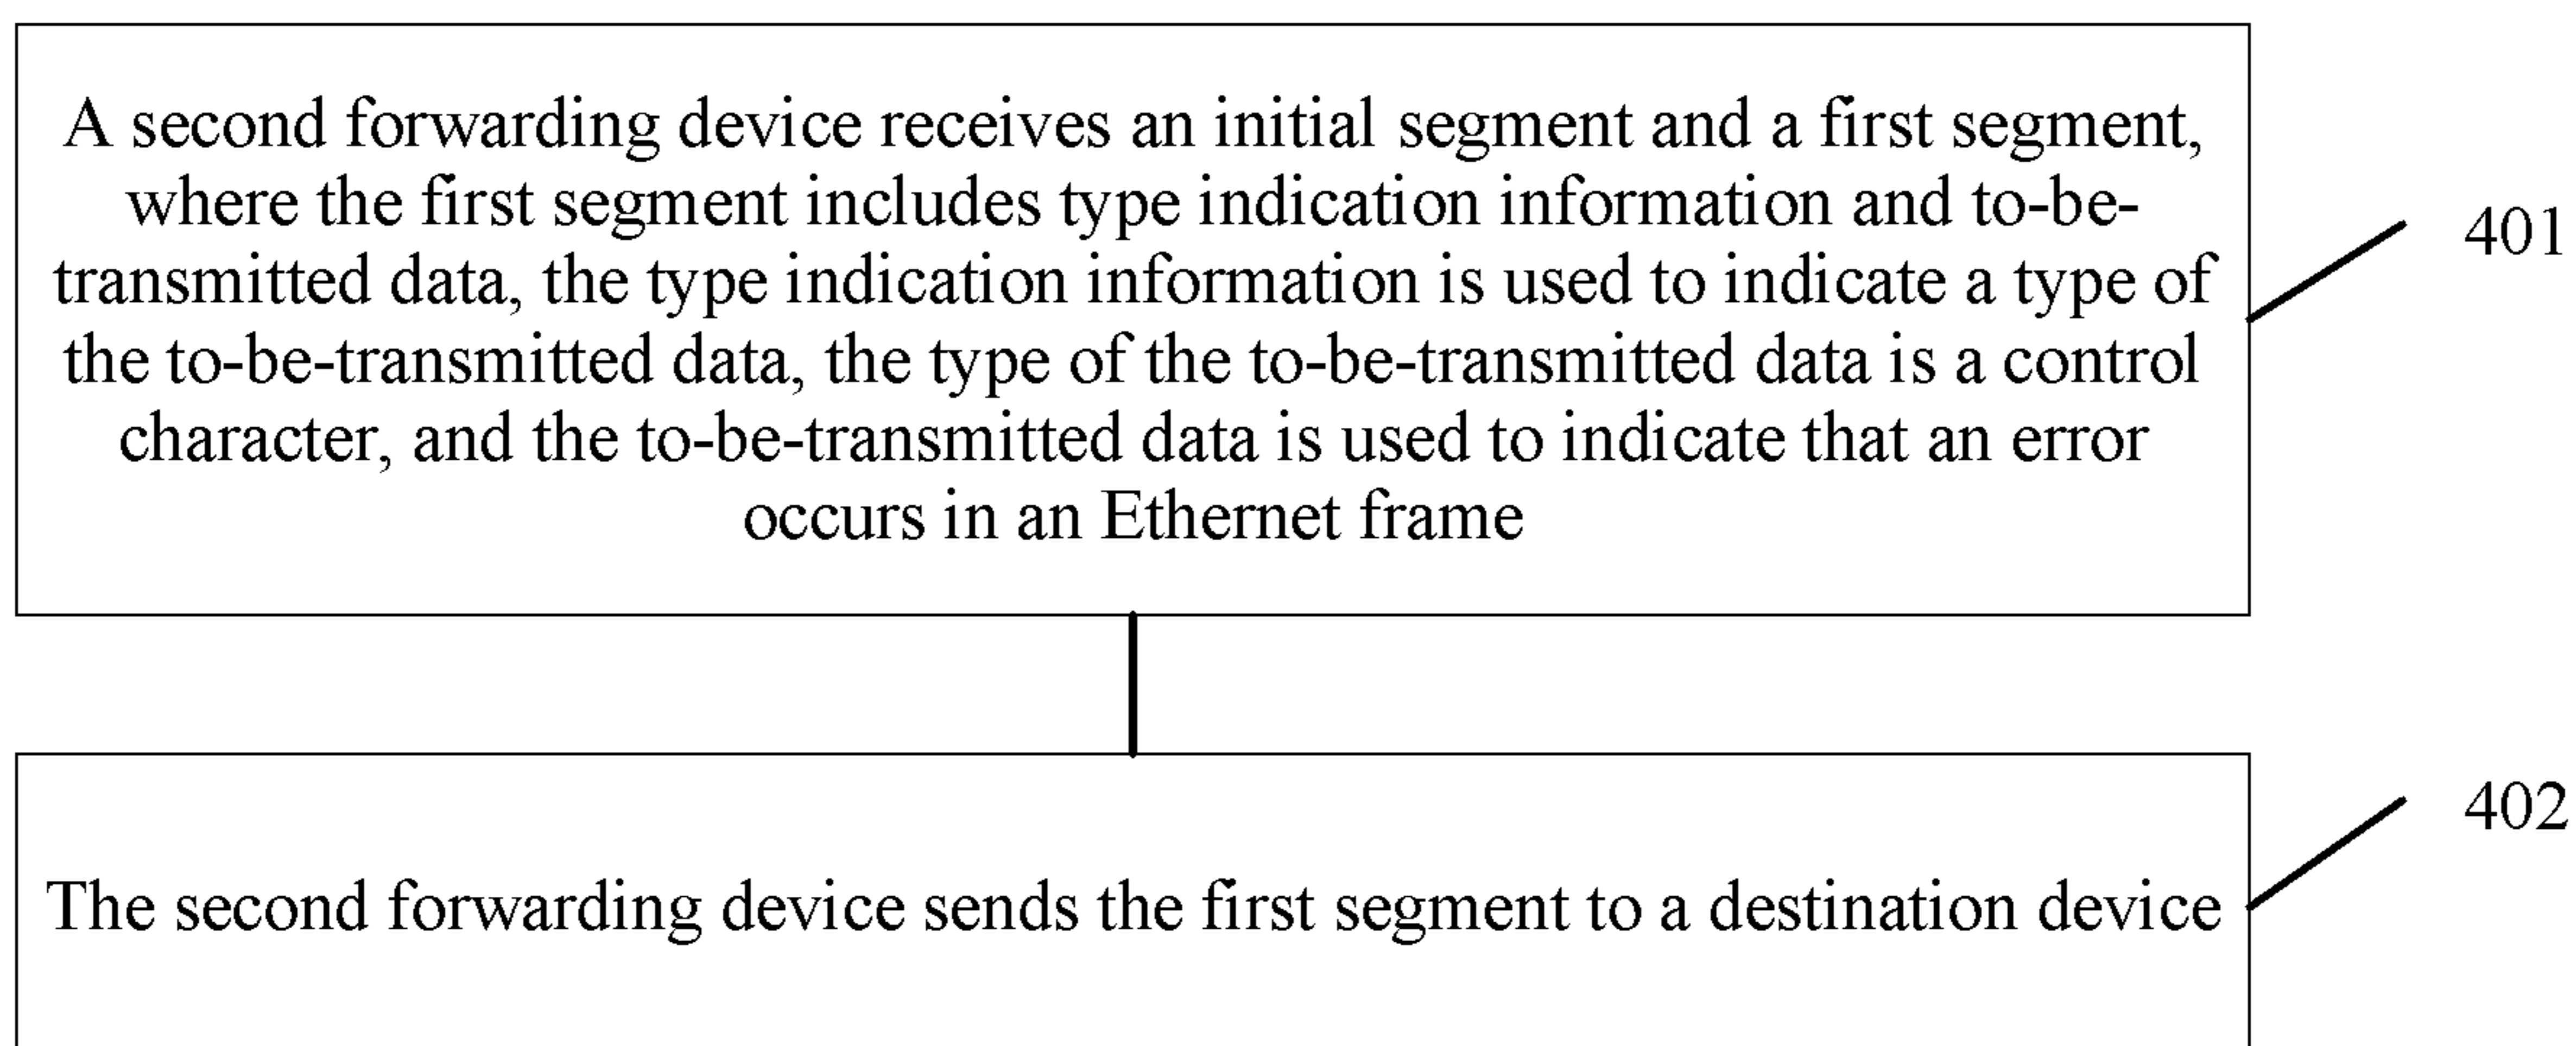 A second forwarding device receives an initial segment and a first segment,
where the first segment includes type indication information and to-be-
transmitted data, the type indication information is used to indicate a type of
the to-be-transmitted data, the type of the to-be-transmitted data is a control
character, and the to-be-transmitted data is used to indicate that an error
occurs in an Ethernet frame
401
The second forwarding device sends the first segment to a destination device
402